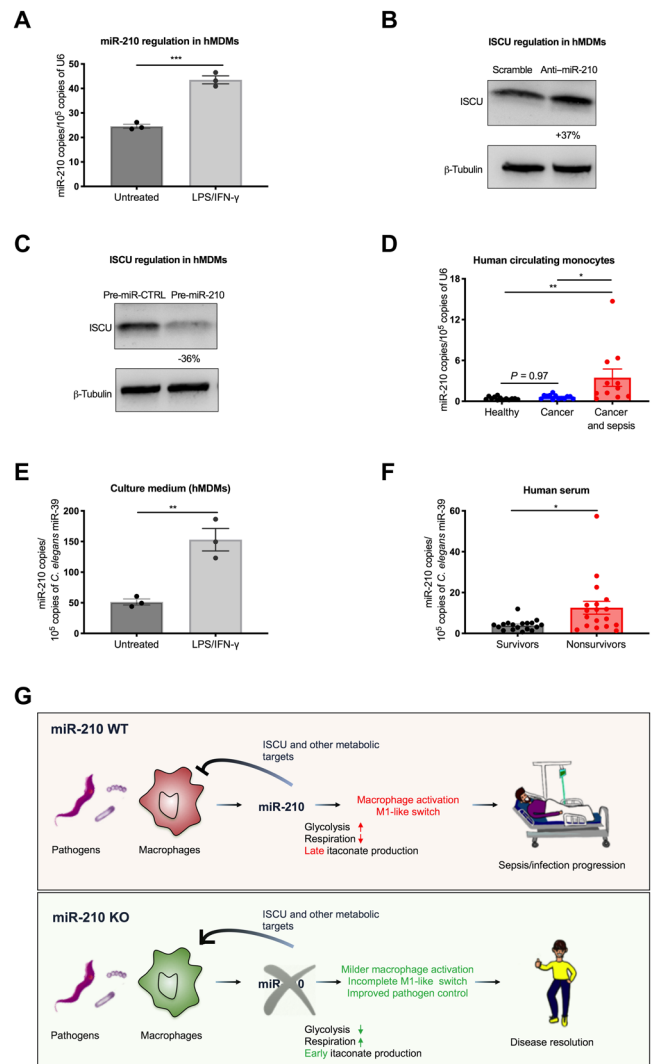 A
miR-210 regulation in hMDMs
***
miR-210 copies/10⁵ copies of U6
50
40
30
20
10
0
Untreated
LPS/IFN-γ
B
ISCU regulation in hMDMs
Scramble Anti–miR-210
ISCU
+37%
β-Tubulin
C
ISCU regulation in hMDMs
Pre-miR-CTRL Pre-miR-210
ISCU
-36%
β-Tubulin
D
Human circulating monocytes
*
**
P = 0.97
miR-210 copies/10⁵ copies of U6
18
12
6
0
Healthy
Cancer
Cancer
and sepsis
E
Culture medium (hMDMs)
**
miR-210 copies/
10⁵ copies of C. elegans miR-39
200
150
100
50
0
Untreated
LPS/IFN-γ
F
Human serum
*
miR-210 copies/
10⁵ copies of C. elegans miR-39
60
40
20
0
Survivors
Nonsurvivors
G
miR-210 WT
ISCU and other metabolic
targets
Pathogens
Macrophages
miR-210
Glycolysis
Respiration
Late itaconate production
Macrophage activation
M1-like switch
Sepsis/infection progression
miR-210 KO
ISCU and other metabolic
targets
Pathogens
Macrophages
Glycolysis
Respiration
Early itaconate production
Milder macrophage activation
Incomplete M1-like switch
Improved pathogen control
Disease resolution